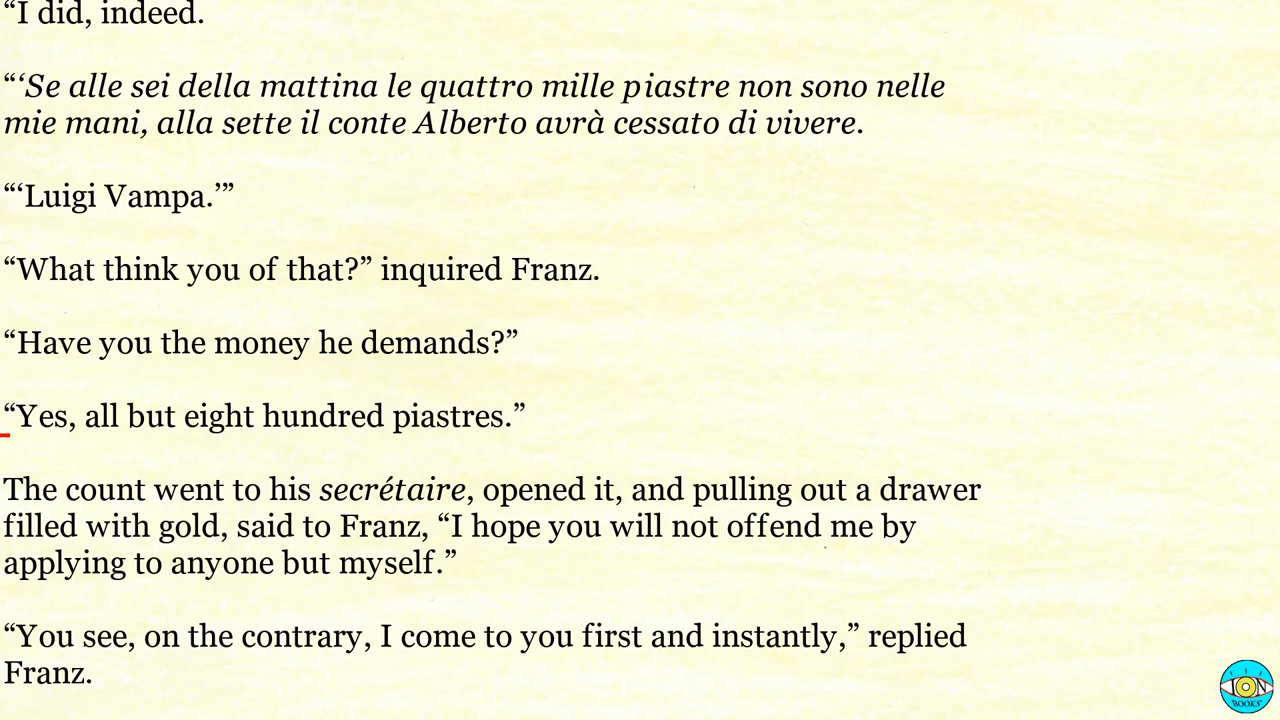 “I did, indeed.
“‘Se alle sei della mattina le quattro mille piastre non sono nelle
mie mani, alla sette il conte Alberto avrà cessato di vivere.
“‘Luigi Vampa.’”
“What think you of that?” inquired Franz.
“Have you the money he demands?”
“Yes, all but eight hundred piastres.”
The count went to his secrétaire, opened it, and pulling out a drawer
filled with gold, said to Franz, “I hope you will not offend me by
applying to anyone but myself.”
“You see, on the contrary, I come to you first and instantly,” replied
Franz.
ION
BOOKS